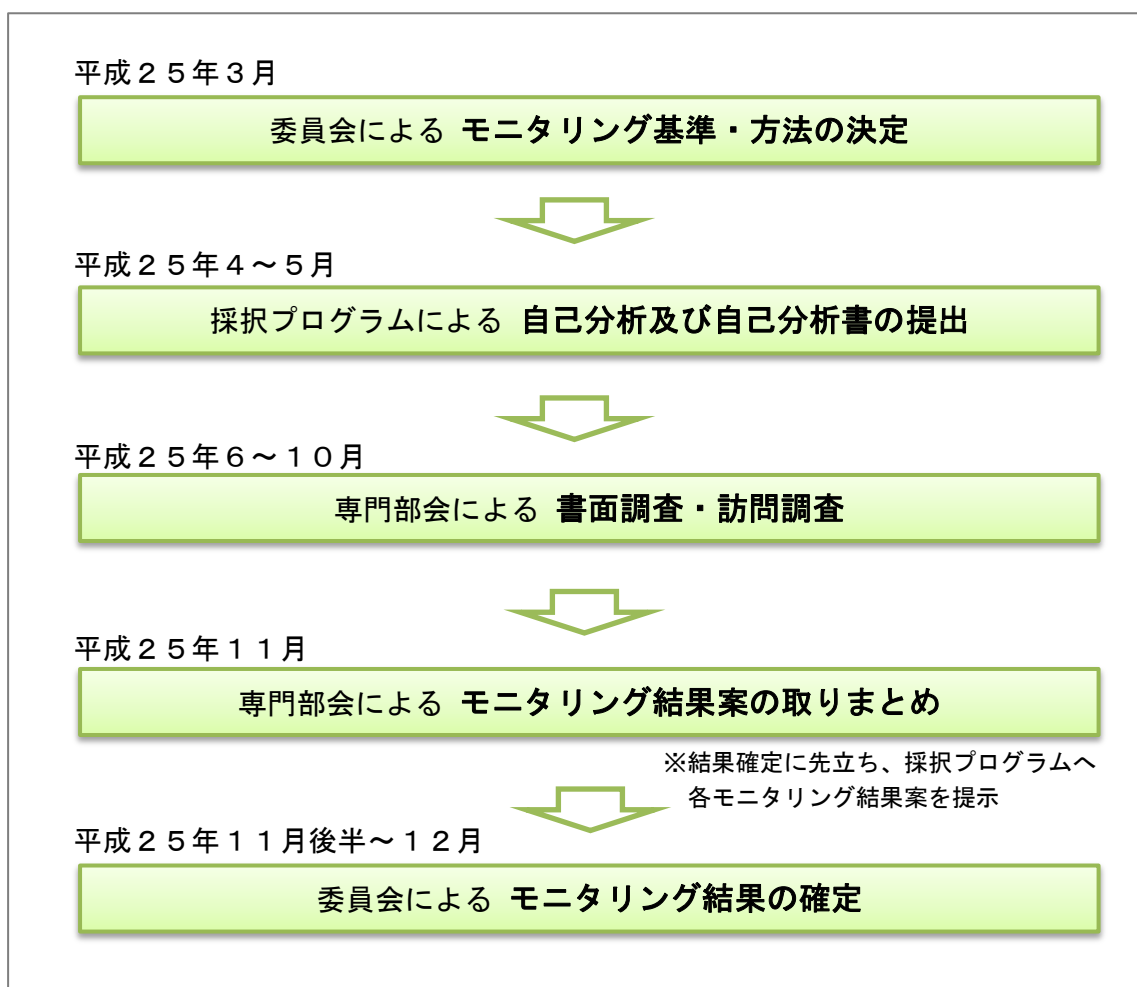 平成２５年３月
委員会による モニタリング基準・方法の決定
平成２５年４～５月
採択プログラムによる 自己分析及び自己分析書の提出
平成２５年６～１０月
専門部会による 書面調査・訪問調査
平成２５年１１月
専門部会による モニタリング結果案の取りまとめ
※結果確定に先立ち、採択プログラムへ
各モニタリング結果案を提示
平成２５年１１月後半～１２月
委員会による モニタリング結果の確定